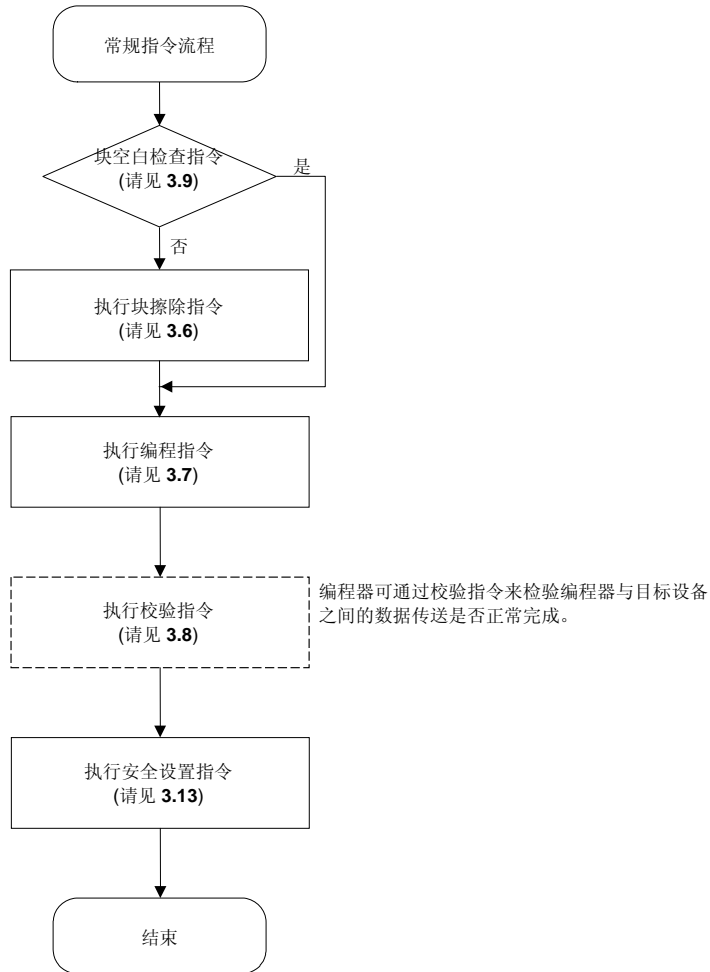 常规指令流程
块空白检查指令
(请见 3.9)
是
否
执行块擦除指令
(请见 3.6)
执行编程指令
(请见 3.7)
执行校验指令
(请见 3.8)
编程器可通过校验指令来检验编程器与目标设备
之间的数据传送是否正常完成。
执行安全设置指令
(请见 3.13)
结束